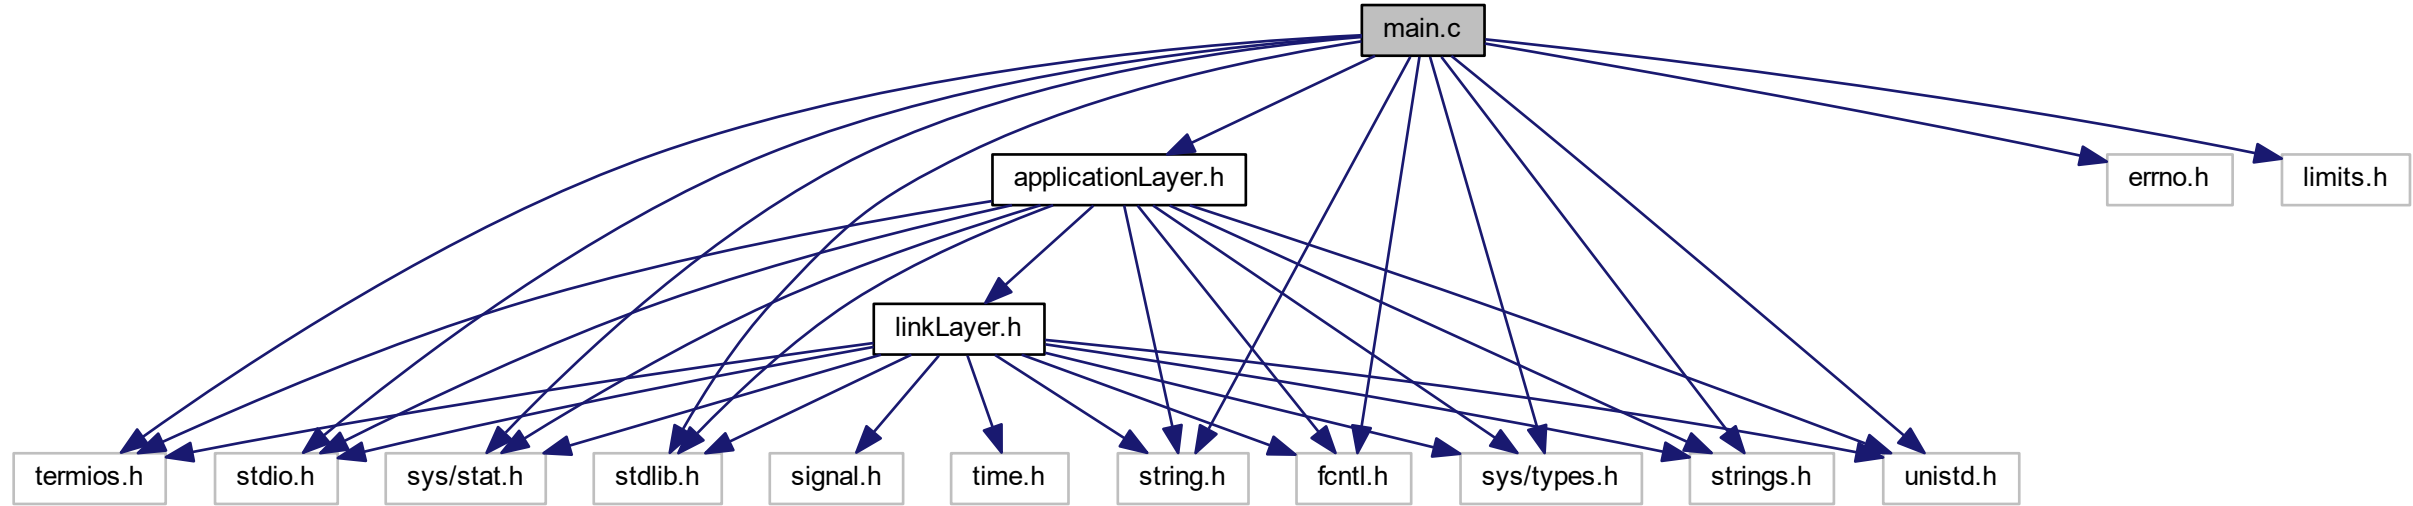 main.c
applicationLayer.h
errno.h
limits.h
linkLayer.h
termios.h
stdio.h
sys/stat.h
stdlib.h
signal.h
time.h
string.h
fcntl.h
sys/types.h
strings.h
unistd.h